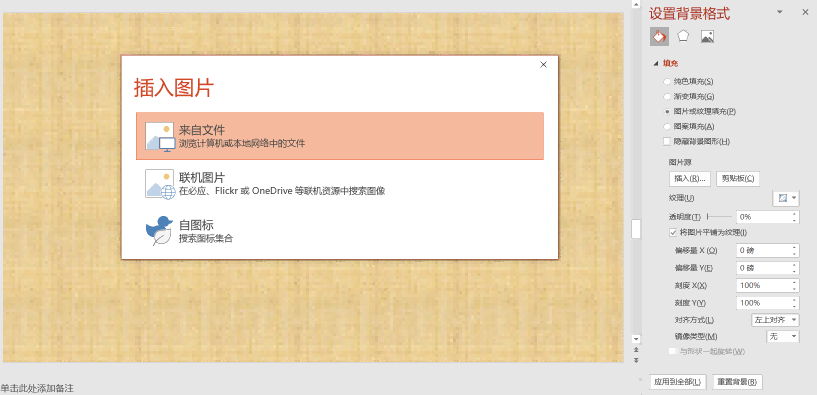 设置背景格式
填充
纯色填充(S)
渐变填充(G)
图片或纹理填充(P)
图案填充(A)
隐藏背景图形(H)
图片源
插入(R)... 剪贴板(C)
纹理(U)
透明度(T) 0%
将图片平铺为纹理(I)
偏移量 X (O) 0 磅
偏移量 Y(E) 0 磅
刻度 X(X) 100%
刻度 Y(Y) 100%
对齐方式(L) 左上对齐
镜像类型(M) 无
与形状一起旋转(W)
应用到全部(L) 重置背景(B)
插入图片
来自文件
浏览计算机或本地网络中的文件
联机图片
在必应、Flickr 或 OneDrive 等联机资源中搜索图像
自图标
搜索图标集合
单击此处添加备注